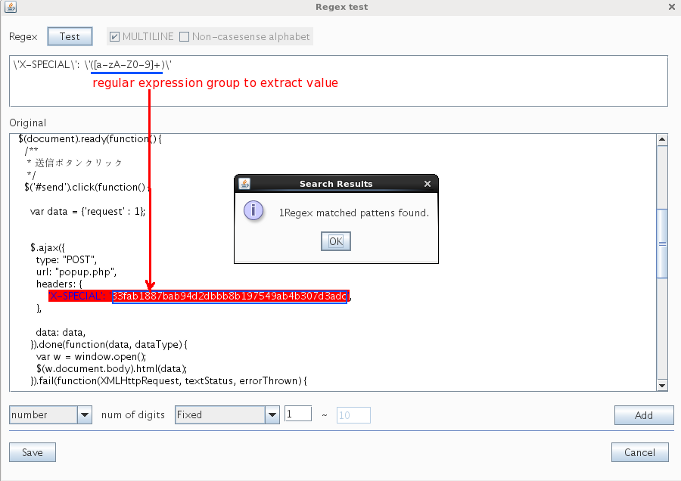 Regex test
Regex Test MULTILINE Non-casesense alphabet
\'X-SPECIAL\': \'([a-zA-Z0-9]+)\'
regular expression group to extract value
Original
$(document).ready(function() {
/**
* 送信ボタンクリック
*/
$('#send').click(function() {
var data = {'request' : 1};
$.ajax({
type: "POST",
url: "popup.php",
headers: {
'X-SPECIAL': '33fab1887bab94d2dbbb8b197549ab4b307d3adc',
},
data: data,
}).done(function(data, dataType) {
var w = window.open();
$(w.document.body).html(data);
}).fail(function(XMLHttpRequest, textStatus, errorThrown) {
Search Results
1Regex matched pattens found.
OK
number num of digits Fixed 1 ~ 10 Add
Save Cancel